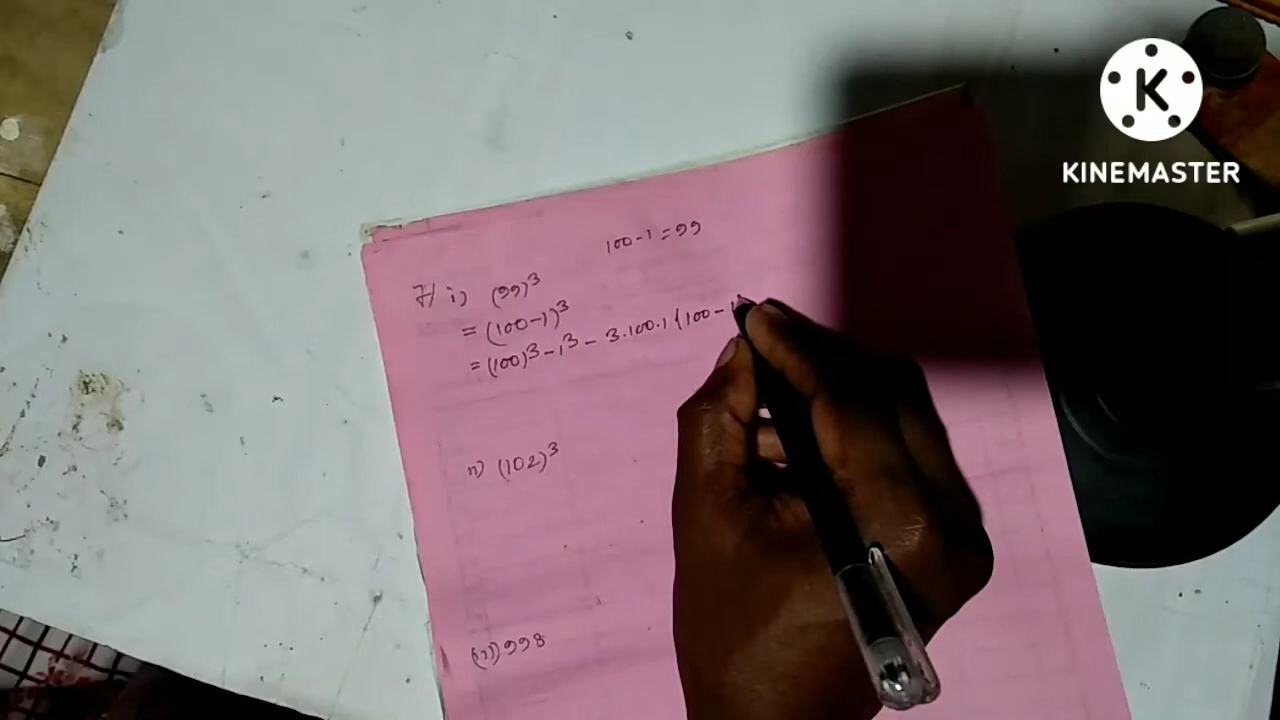 K
KINEMASTER
100-1=99
7/ i) (99)³
= (100-1)³
= (100)³ - 1³ - 3.100.1 (100 - 1
ii) (102)³
(iii) 998